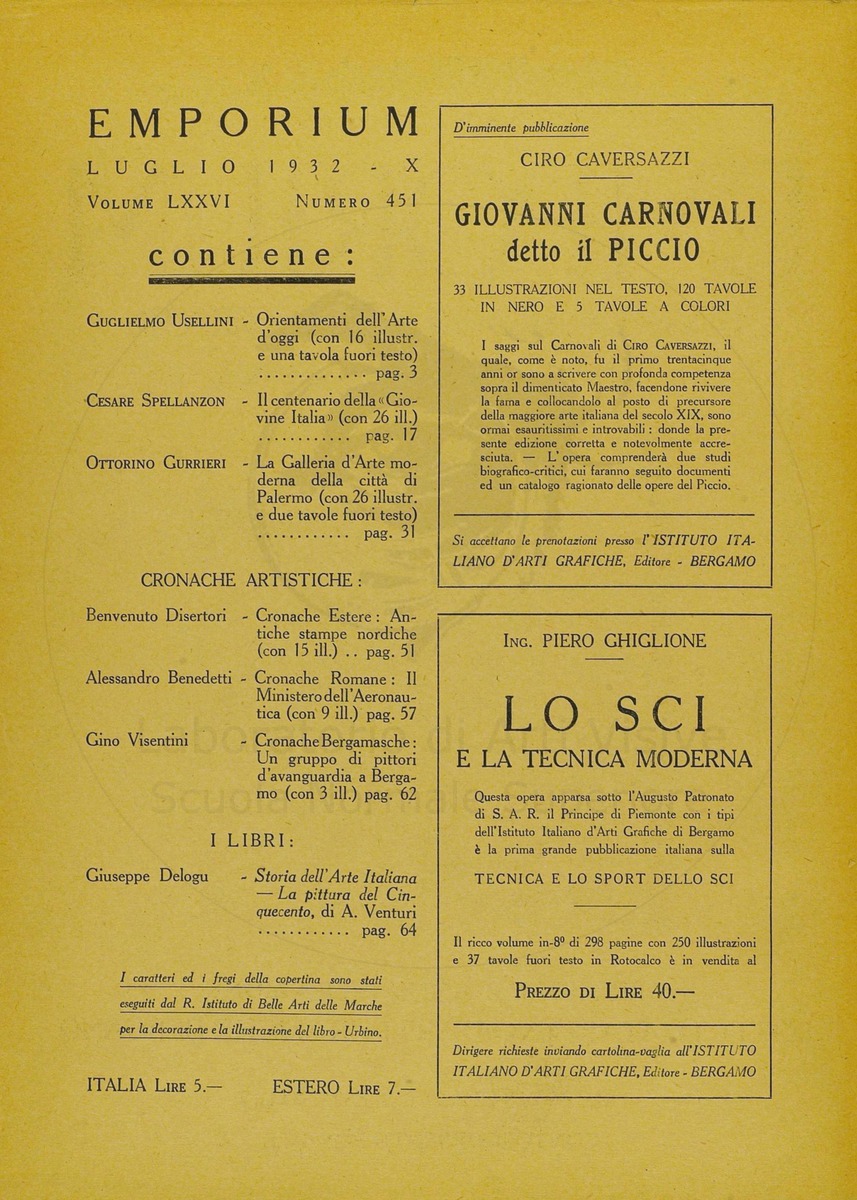 EMPORIUM
LUGLIO 1932 - X
VOLUME LXXVI NUMERO 451
contiene:
GUGLIELMO USELLINI - Orientamenti dell'Arte
d'oggi (con 16 illustr.
e una tavola fuori testo)
.............. pag. 3
CESARE SPELLANZON - Il centenario della «Gio-
vine Italia» (con 26 ill.)
............ pag. 17
OTTORINO GURRIERI - La Galleria d'Arte mo-
derna della città di
Palermo (con 26 illustr.
e due tavole fuori testo)
............ pag. 31
CRONACHE ARTISTICHE:
Benvenuto Disertori - Cronache Estere: An-
tiche stampe nordiche
(con 15 ill.) .. pag. 51
Alessandro Benedetti - Cronache Romane: Il
Ministero dell'Aeronau-
tica (con 9 ill.) pag. 57
Gino Visentini - Cronache Bergamasche:
Un gruppo di pittori
d'avanguardia a Berga-
mo (con 3 ill.) pag. 62
I LIBRI:
Giuseppe Delogu - Storia dell'Arte Italiana
— La pittura del Cin-
quecento, di A. Venturi
............ pag. 64
I caratteri ed i fregi della copertina sono stati
eseguiti dal R. Istituto di Belle Arti delle Marche
per la decorazione e la illustrazione del libro - Urbino.
ITALIA LIRE 5.— ESTERO LIRE 7.—
D'imminente pubblicazione
CIRO CAVERSAZZI
GIOVANNI CARNOVALI
detto il PICCIO
33 ILLUSTRAZIONI NEL TESTO, 120 TAVOLE
IN NERO E 5 TAVOLE A COLORI
I saggi sul Carnovali di CIRO CAVERSAZZI, il
quale, come è noto, fu il primo trentacinque
anni or sono a scrivere con profonda competenza
sopra il dimenticato Maestro, facendone rivivere
la fama e collocandolo al posto di precursore
della maggiore arte italiana del secolo XIX, sono
ormai esauritissimi e introvabili: donde la pre-
sente edizione corretta e notevolmente accre-
sciuta. — L'opera comprenderà due studi
biografico-critici, cui faranno seguito documenti
ed un catalogo ragionato delle opere del Piccio.
Si accettano le prenotazioni presso l'ISTITUTO ITA-
LIANO D'ARTI GRAFICHE, Editore - BERGAMO
ING. PIERO GHIGLIONE
LO SCI
E LA TECNICA MODERNA
Questa opera apparsa sotto l'Augusto Patronato
di S. A. R. il Principe di Piemonte con i tipi
dell'Istituto Italiano d'Arti Grafiche di Bergamo
è la prima grande pubblicazione italiana sulla
TECNICA E LO SPORT DELLO SCI
Il ricco volume in-8º di 298 pagine con 250 illustrazioni
e 37 tavole fuori testo in Rotocalco è in vendita al
PREZZO DI LIRE 40.—
Dirigere richieste inviando cartolina-vaglia all'ISTITUTO
ITALIANO D'ARTI GRAFICHE, Editore - BERGAMO